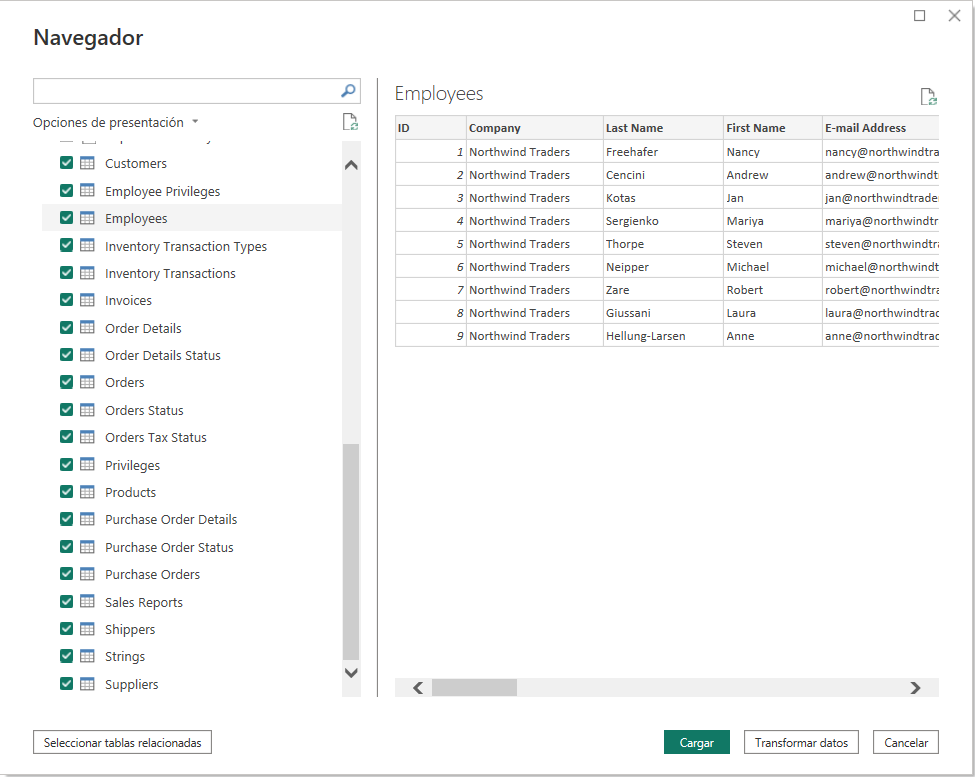 Navegador
Opciones de presentación
Customers
Employee Privileges
Employees
Inventory Transaction Types
Inventory Transactions
Invoices
Order Details
Order Details Status
Orders
Orders Status
Orders Tax Status
Privileges
Products
Purchase Order Details
Purchase Order Status
Purchase Orders
Sales Reports
Shippers
Strings
Suppliers
Employees
ID Company Last Name First Name E-mail Address
1 Northwind Traders Freehafer Nancy nancy@northwindtra
2 Northwind Traders Cencini Andrew andrew@northwindt
3 Northwind Traders Kotas Jan jan@northwindtrade
4 Northwind Traders Sergienko Mariya mariya@northwindtr
5 Northwind Traders Thorpe Steven steven@northwindtra
6 Northwind Traders Neipper Michael michael@northwindt
7 Northwind Traders Zare Robert robert@northwindtra
8 Northwind Traders Giussani Laura laura@northwindtrac
9 Northwind Traders Hellung-Larsen Anne anne@northwindtrac
Seleccionar tablas relacionadas
Cargar
Transformar datos
Cancelar